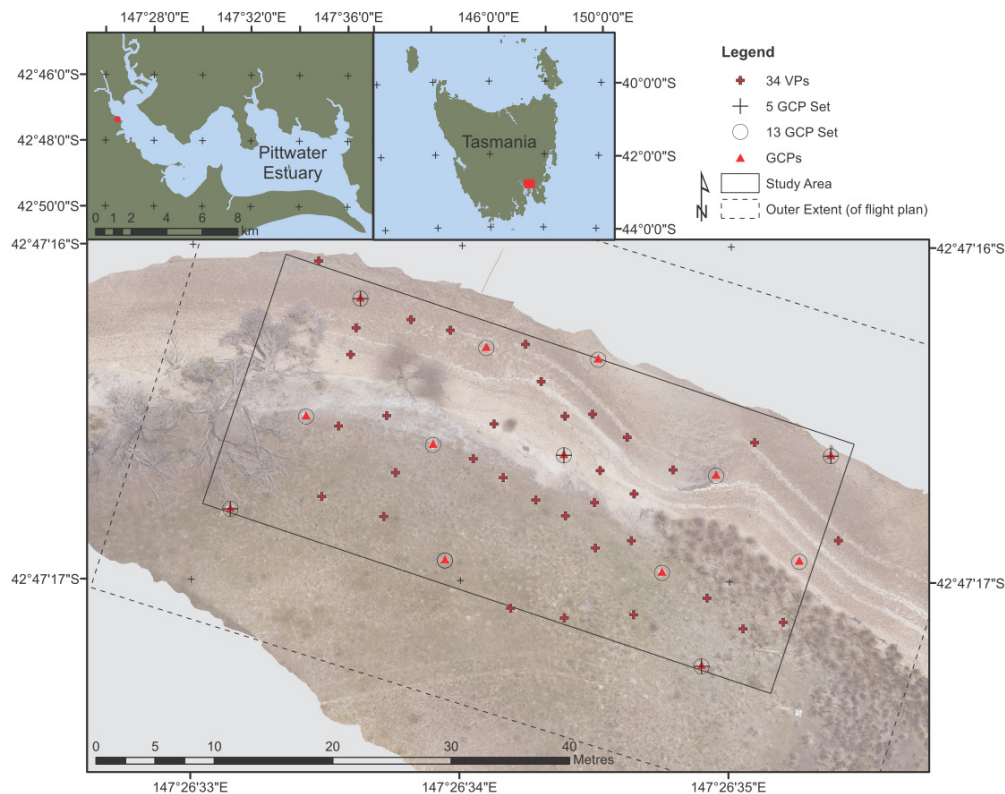 147°28'0"E 147°32'0"E 147°36'0"E
146°0'0"E 150°0'0"E
42°46'0"S
42°48'0"S
42°50'0"S
Pittwater
Estuary
0 1 2 4 6 8
km
Tasmania
40°0'0"S
42°0'0"S
44°0'0"S
Legend
34 VPs
5 GCP Set
13 GCP Set
GCPs
Study Area
Outer Extent (of flight plan)
N
42°47'16"S
42°47'16"S
42°47'17"S
42°47'17"S
0 5 10 20 30 40
Metres
147°26'33"E 147°26'34"E 147°26'35"E